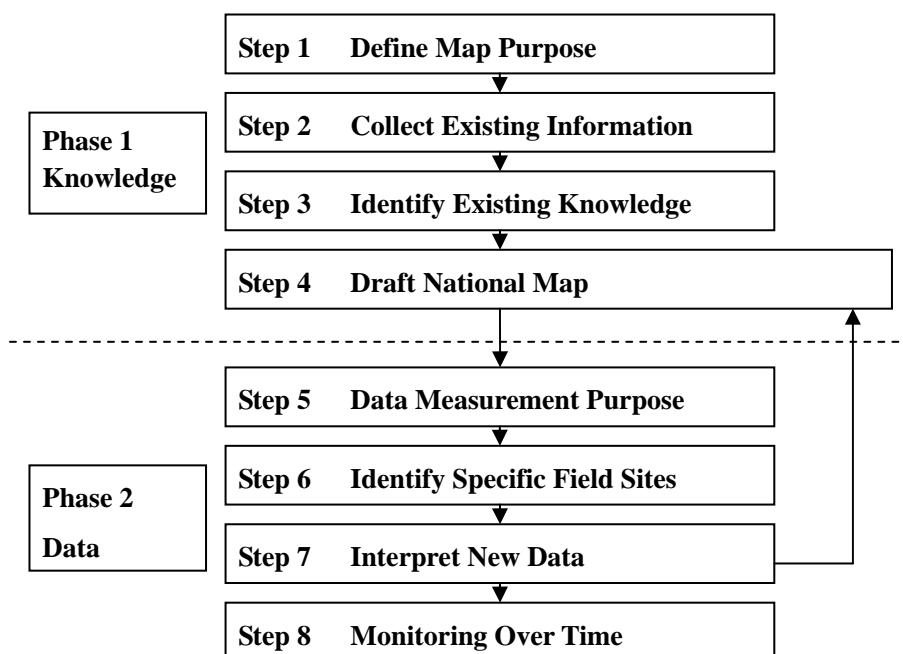 Step 1 Define Map Purpose
Step 2 Collect Existing Information
Phase 1
Knowledge
Step 3 Identify Existing Knowledge
Step 4 Draft National Map
Step 5 Data Measurement Purpose
Step 6 Identify Specific Field Sites
Phase 2
Data
Step 7 Interpret New Data
Step 8 Monitoring Over Time